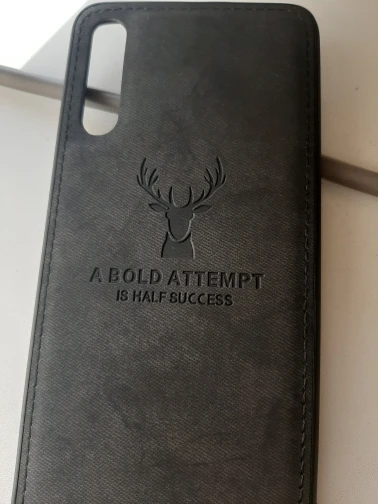 A BOLD ATTEMPT
IS HALF SUCCESS